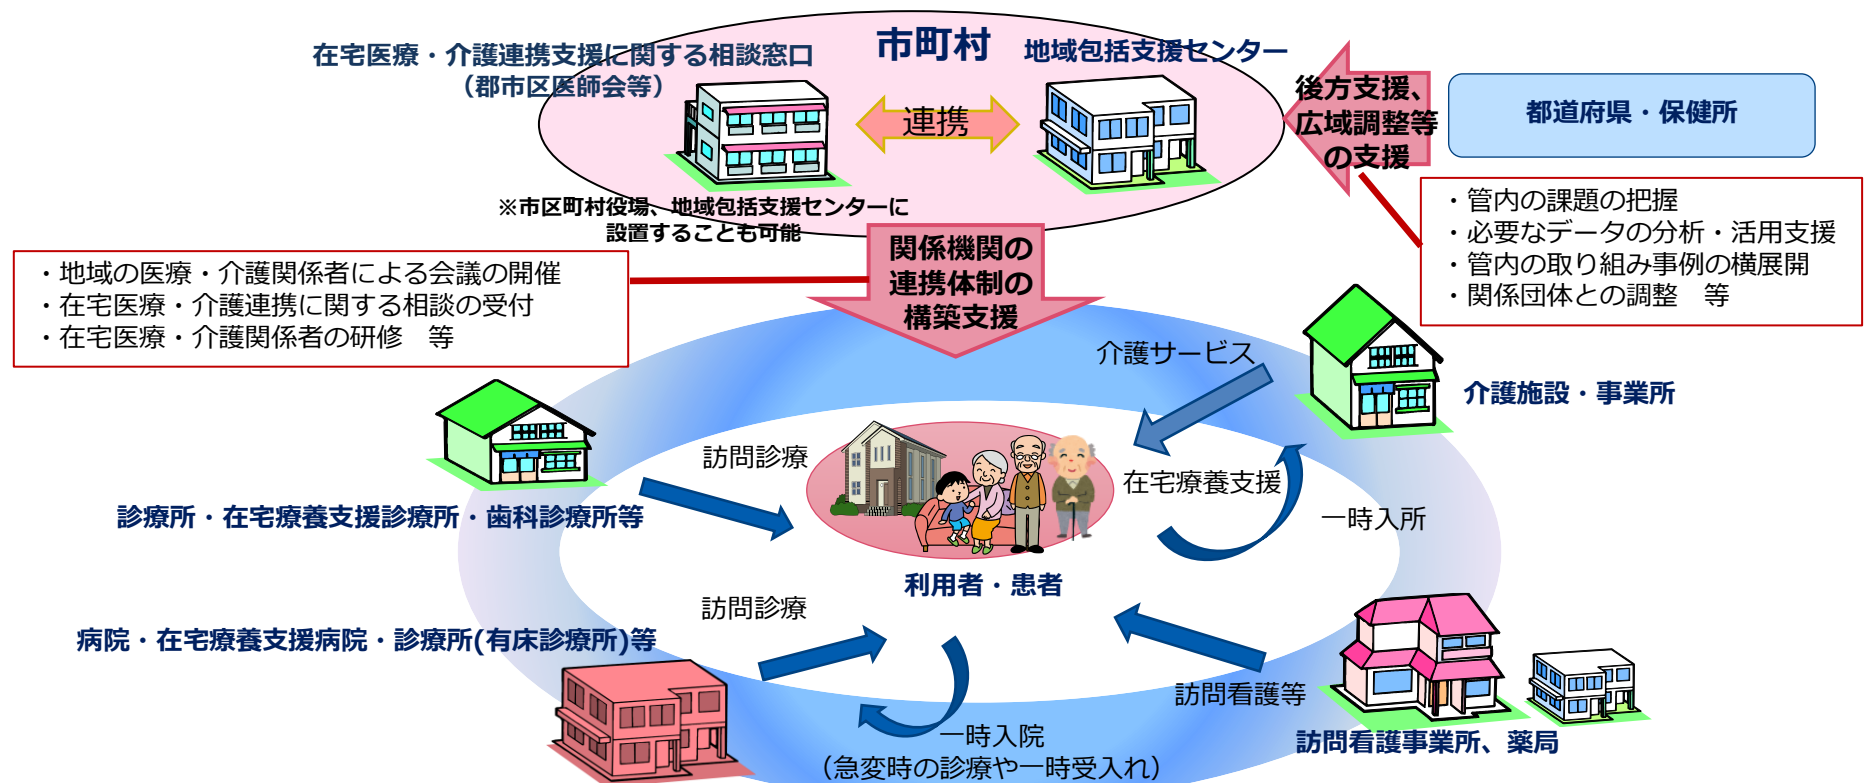 市町村
在宅医療・介護連携支援に関する相談窓口
（郡市区医師会等）
地域包括支援センター
連携
※市区町村役場、地域包括支援センターに
設置することも可能
後方支援、
広域調整等
の支援
都道府県・保健所
・管内の課題の把握
・必要なデータの分析・活用支援
・管内の取り組み事例の横展開
・関係団体との調整　等
関係機関の
連携体制の
構築支援
・地域の医療・介護関係者による会議の開催
・在宅医療・介護連携に関する相談の受付
・在宅医療・介護関係者の研修　等
介護サービス
介護施設・事業所
訪問診療
在宅療養支援
診療所・在宅療養支援診療所・歯科診療所等
一時入所
利用者・患者
訪問診療
病院・在宅療養支援病院・診療所(有床診療所)等
訪問看護等
訪問看護事業所、薬局
一時入院
（急変時の診療や一時受入れ）